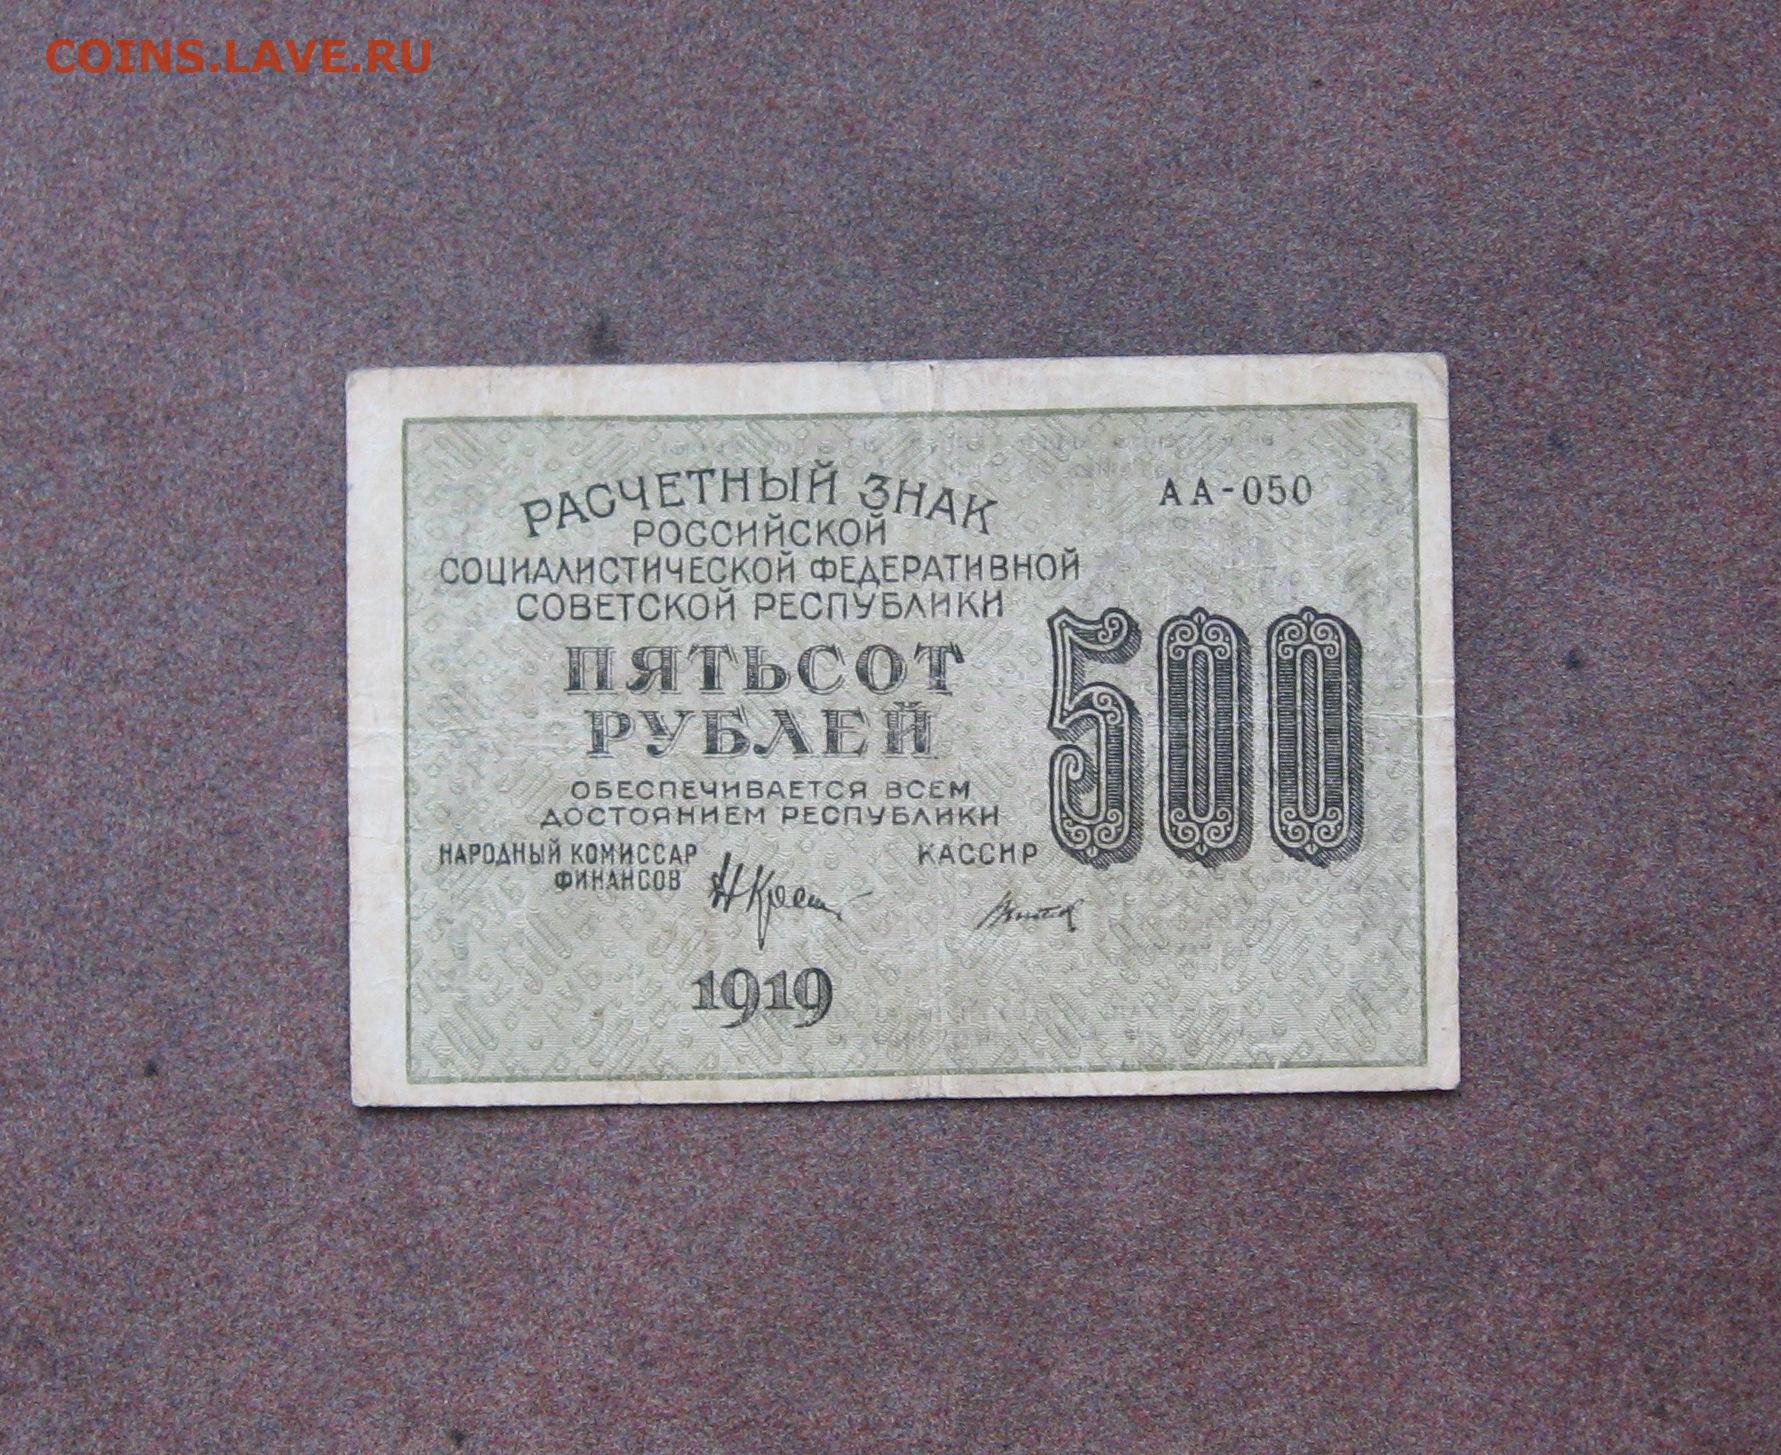 COINS.LAVE.RU
РАСЧЕТНЫЙ ЗНАК
АА-050
РОССИЙСКОЙ
СОЦИАЛИСТИЧЕСКОЙ ФЕДЕРАТИВНОЙ
СОВЕТСКОЙ РЕСПУБЛИКИ
ПЯТЬСОТ
РУБЛЕЙ
500
ОБЕСПЕЧИВАЕТСЯ ВСЕМ
ДОСТОЯНИЕМ РЕСПУБЛИКИ
НАРОДНЫЙ КОМИССАР
ФИНАНСОВ
КАССИР
1919